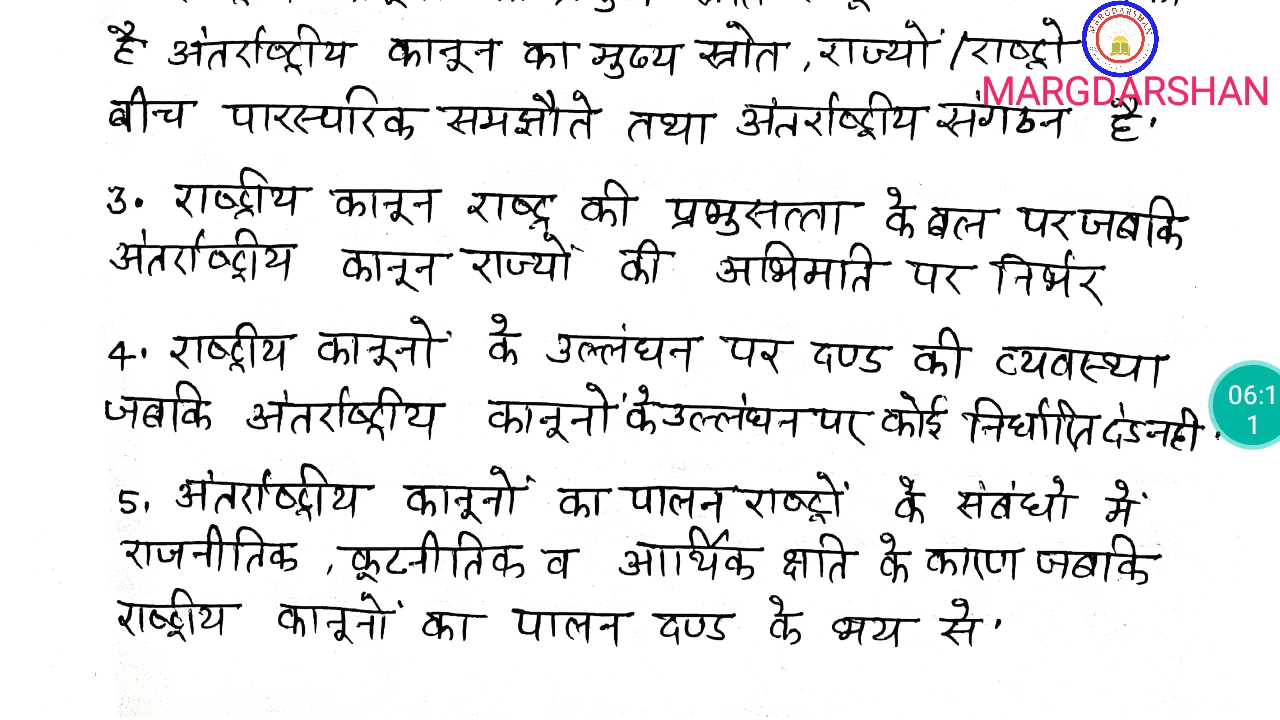 है अंतर्राष्ट्रीय कानून का मुख्य स्रोत, राज्यों / राष्ट्रो
MARGDARSHAN
MARGDARSHAN
बीच पारस्परिक समझौते तथा अंतर्राष्ट्रीय संगठन है.
3. राष्ट्रीय कानून राष्ट्र की प्रभुसत्ता के बल पर जबकि
अंतर्राष्ट्रीय कानून राज्यों की अभिमति पर निर्भर
4. राष्ट्रीय कानूनों के उल्लंघन पर दण्ड की व्यवस्था
जबकि अंतर्राष्ट्रीय कानूनों के उल्लंघन पर कोई निर्धारित दंड नही.
06:1
1
5. अंतर्राष्ट्रीय कानूनों का पालन राष्ट्रों के संबंधो में
राजनीतिक, कूटनीतिक व आर्थिक क्षति के कारण जबकि
राष्ट्रीय कानूनों का पालन दण्ड के भय से.